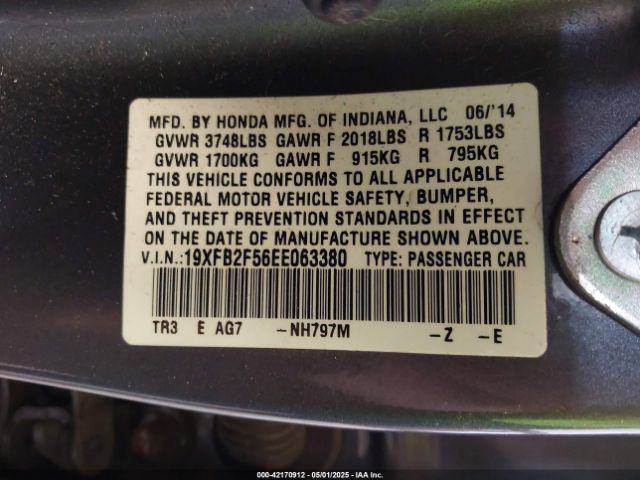 MFD. BY HONDA MFG. OF INDIANA, LLC 06/'14
GVWR 3748LBS GAWR F 2018LBS R 1753LBS
GVWR 1700KG GAWR F 915KG R 795KG
THIS VEHICLE CONFORMS TO ALL APPLICABLE
FEDERAL MOTOR VEHICLE SAFETY, BUMPER,
AND THEFT PREVENTION STANDARDS IN EFFECT
ON THE DATE OF MANUFACTURE SHOWN ABOVE.
V.I.N.:19XFB2F56EE063380 TYPE: PASSENGER CAR
TR3 E AG7 -NH797M -Z -E
000-42170912 - 05/01/2025 - IAA Inc.